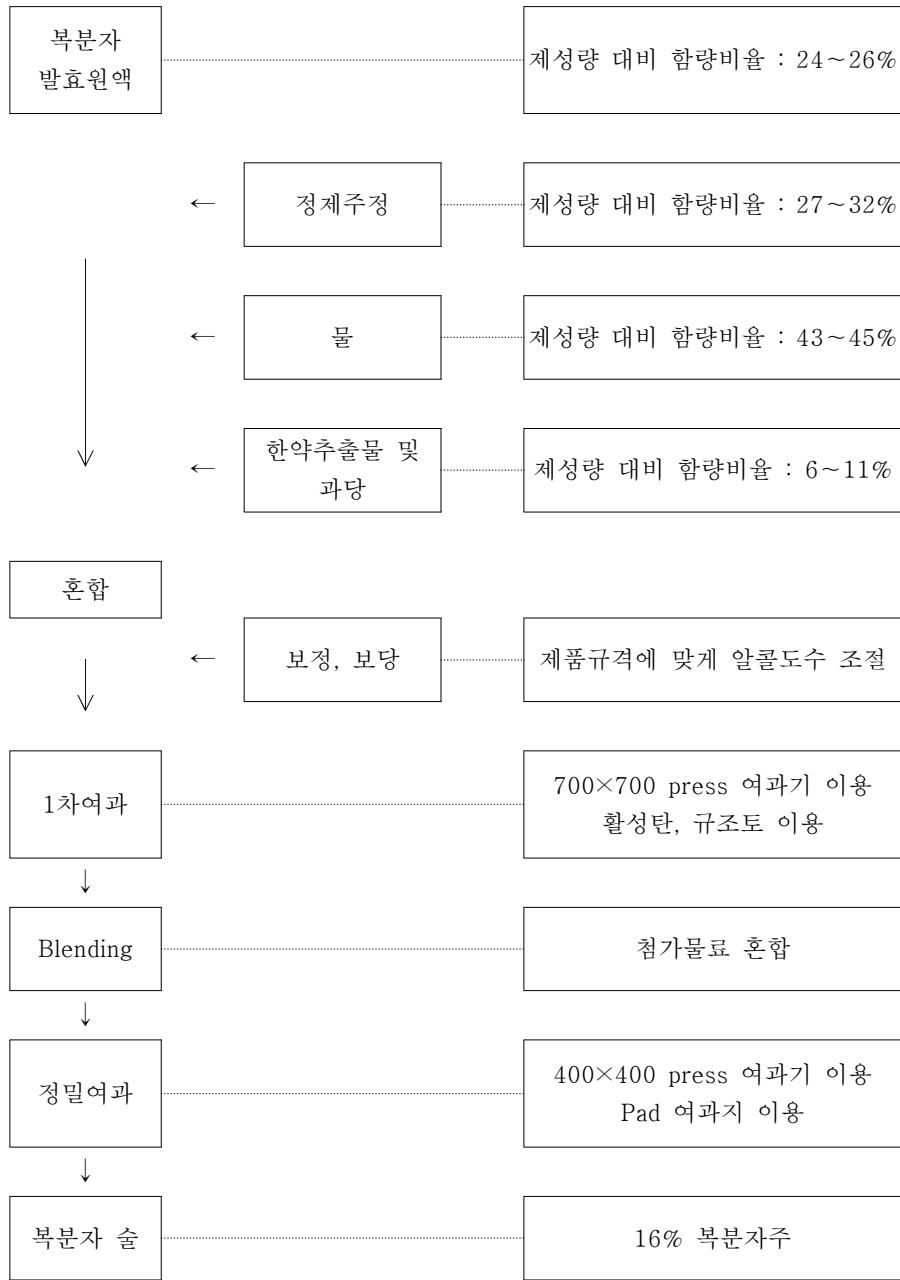 복분자
발효원액
제성량 대비 함량비율 : 24~26%
← 정제주정
제성량 대비 함량비율 : 27~32%
← 물
제성량 대비 함량비율 : 43~45%
← 한약추출물 및
과당
제성량 대비 함량비율 : 6~11%
혼합
← 보정, 보당
제품규격에 맞게 알콜도수 조절
1차여과
700×700 press 여과기 이용
활성탄, 규조토 이용
↓
Blending
첨가물료 혼합
↓
정밀여과
400×400 press 여과기 이용
Pad 여과지 이용
↓
복분자 술
16% 복분자주